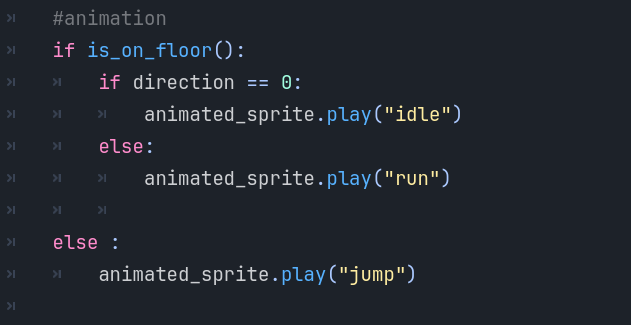 #animation
if is_on_floor():
if direction == 0:
animated_sprite.play("idle")
else:
animated_sprite.play("run")
else :
animated_sprite.play("jump")